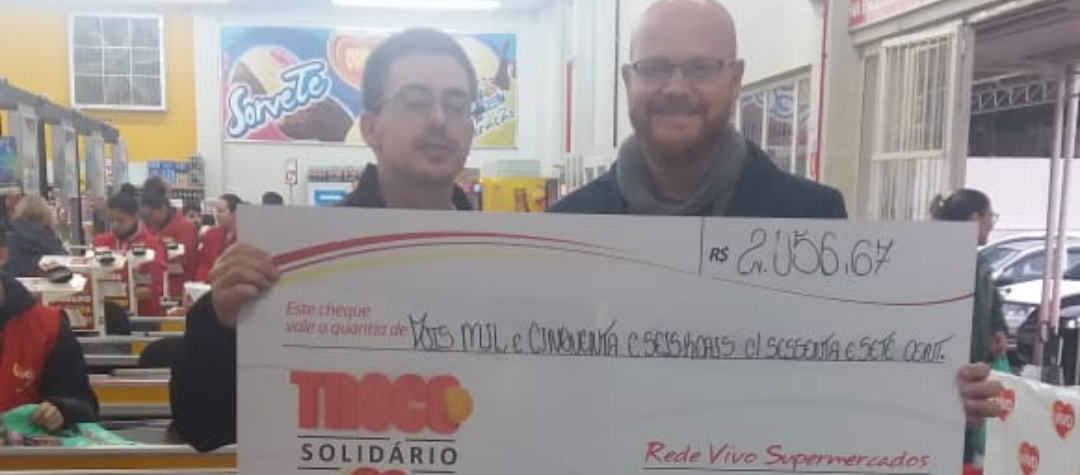 Sorvete
R$ 2.056,67
Este cheque
vale a quantia de DOIS MIL e CINQUENTA e SEIS REAIS c/ SESSENTA e SETE CENT.
TROCO
SOLIDÁRIO
Rede Vivo Supermercados
VIVO